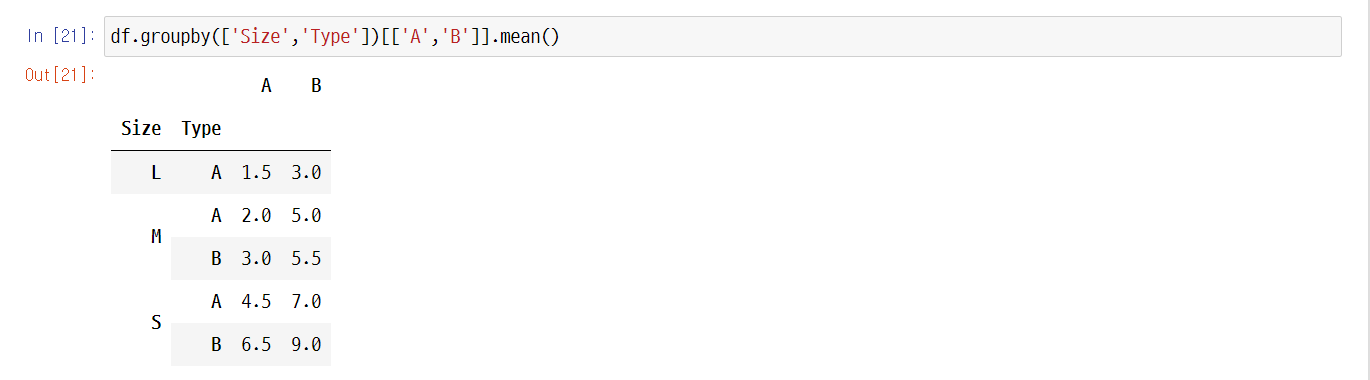 In [21]: df.groupby(['Size','Type'])[['A','B']].mean()
Out[21]:
A B
Size Type
L A 1.5 3.0
M A 2.0 5.0
B 3.0 5.5
S A 4.5 7.0
B 6.5 9.0